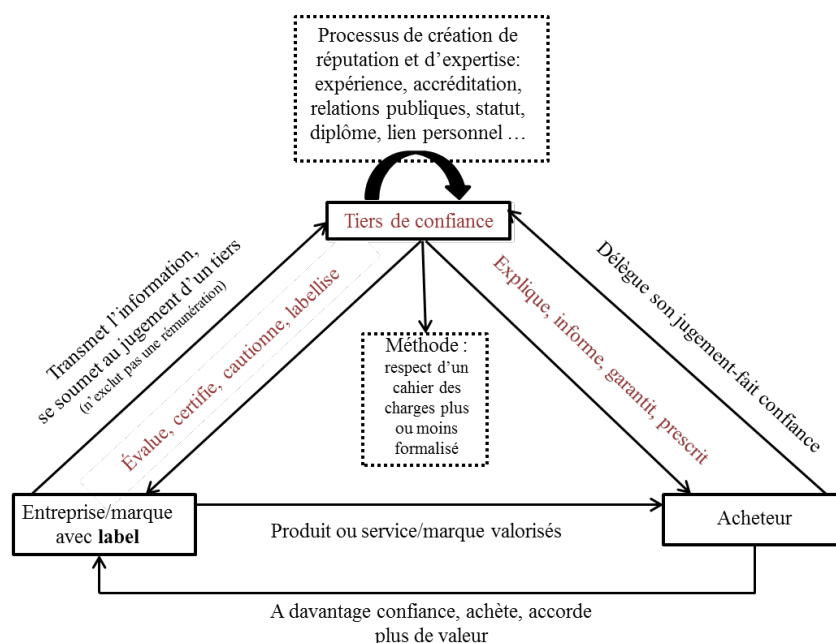 Processus de création de
réputation et d’expertise:
expérience, accréditation,
relations publiques, statut,
diplôme, lien personnel …
Tiers de confiance
Transmet l’information,
se soumet au jugement d’un tiers
(n’exclut pas une rémunération)
Évalue, certifie, cautionne, labellise
Méthode :
respect d’un
cahier des
charges plus
ou moins
formalisé
Explique, informe, garantit, prescrit
Délègue son jugement-fait confiance
Entreprise/marque
avec label
Produit ou service/marque valorisés
Acheteur
A davantage confiance, achète, accorde
plus de valeur